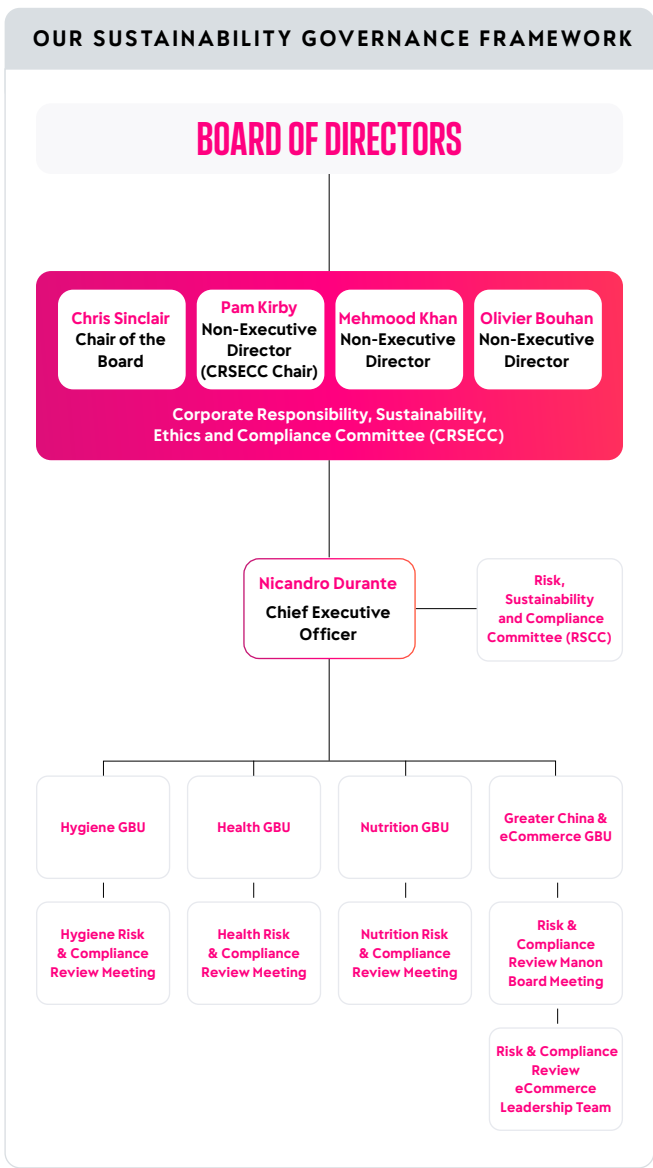 OUR SUSTAINABILITY GOVERNANCE FRAMEWORK
BOARD OF DIRECTORS
Chris Sinclair
Chair of the
Board
Pam Kirby
Non-Executive
Director
(CRSECC Chair)
Mehmood Khan
Non-Executive
Director
Olivier Bouhan
Non-Executive
Director
Corporate Responsibility, Sustainability,
Ethics and Compliance Committee (CRSECC)
Nicandro Durante
Chief Executive
Officer
Risk,
Sustainability
and Compliance
Committee (RSCC)
Hygiene GBU
Health GBU
Nutrition GBU
Greater China &
eCommerce GBU
Hygiene Risk
& Compliance
Review Meeting
Health Risk
& Compliance
Review Meeting
Nutrition Risk
& Compliance
Review Meeting
Risk &
Compliance
Review Manon
Board Meeting
Risk & Compliance
Review
eCommerce
Leadership Team